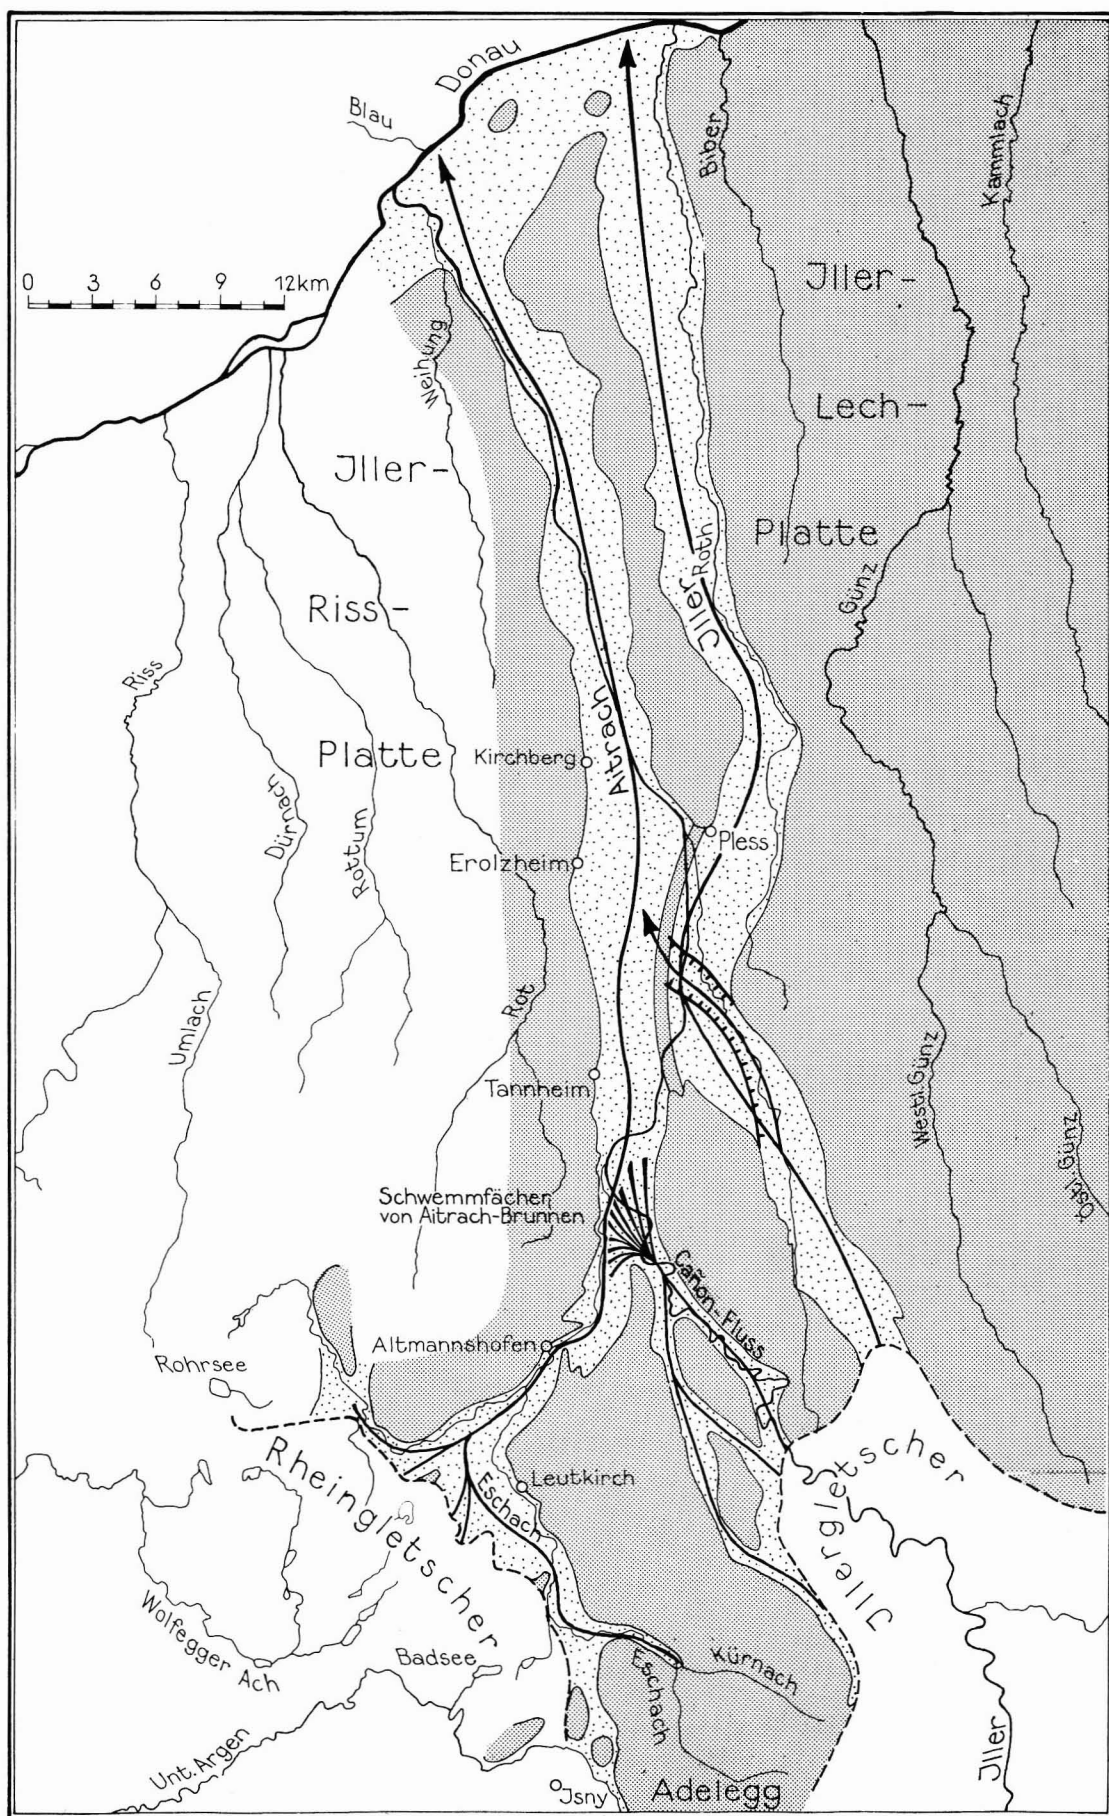 Donau
Blau
Biber
Kammlach
0 3 6 9 12km
Jller-
Lech-
Platte
Weihung
Jller-
Riss-
Platte
Roth
Jller
Günz
Riss
Aitrach
Kirchberg
Dürnach
Rottum
Pless
Erolzheim
Rot
Umlach
Tannheim
Westl. Günz
Östl. Günz
Schwemmfächer
von Aitrach-Brunnen
Cañon-Fluss
Altmannshofen
Rohrsee
Rheingletscher
Jllergletscher
Leutkirch
Eschach
Wolfegger Ach
Badsee
Eschach
Kürnach
Unt. Argen
Jller
Jsny
Adelegg